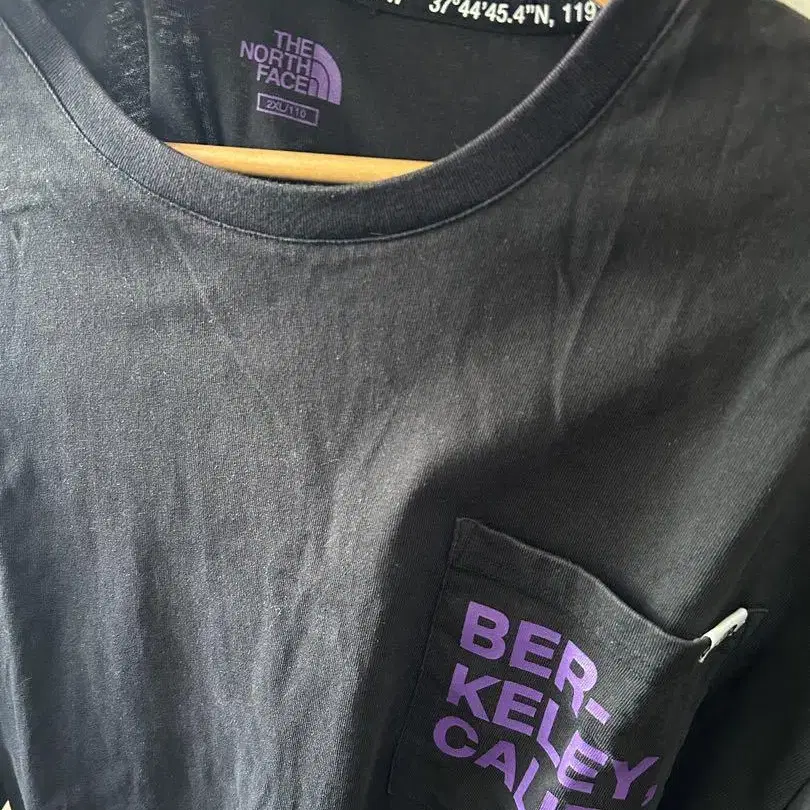 37°44'45.4"N, 119
THE
NORTH
FACE
2XL/110
BER-
KELEY,
CALI